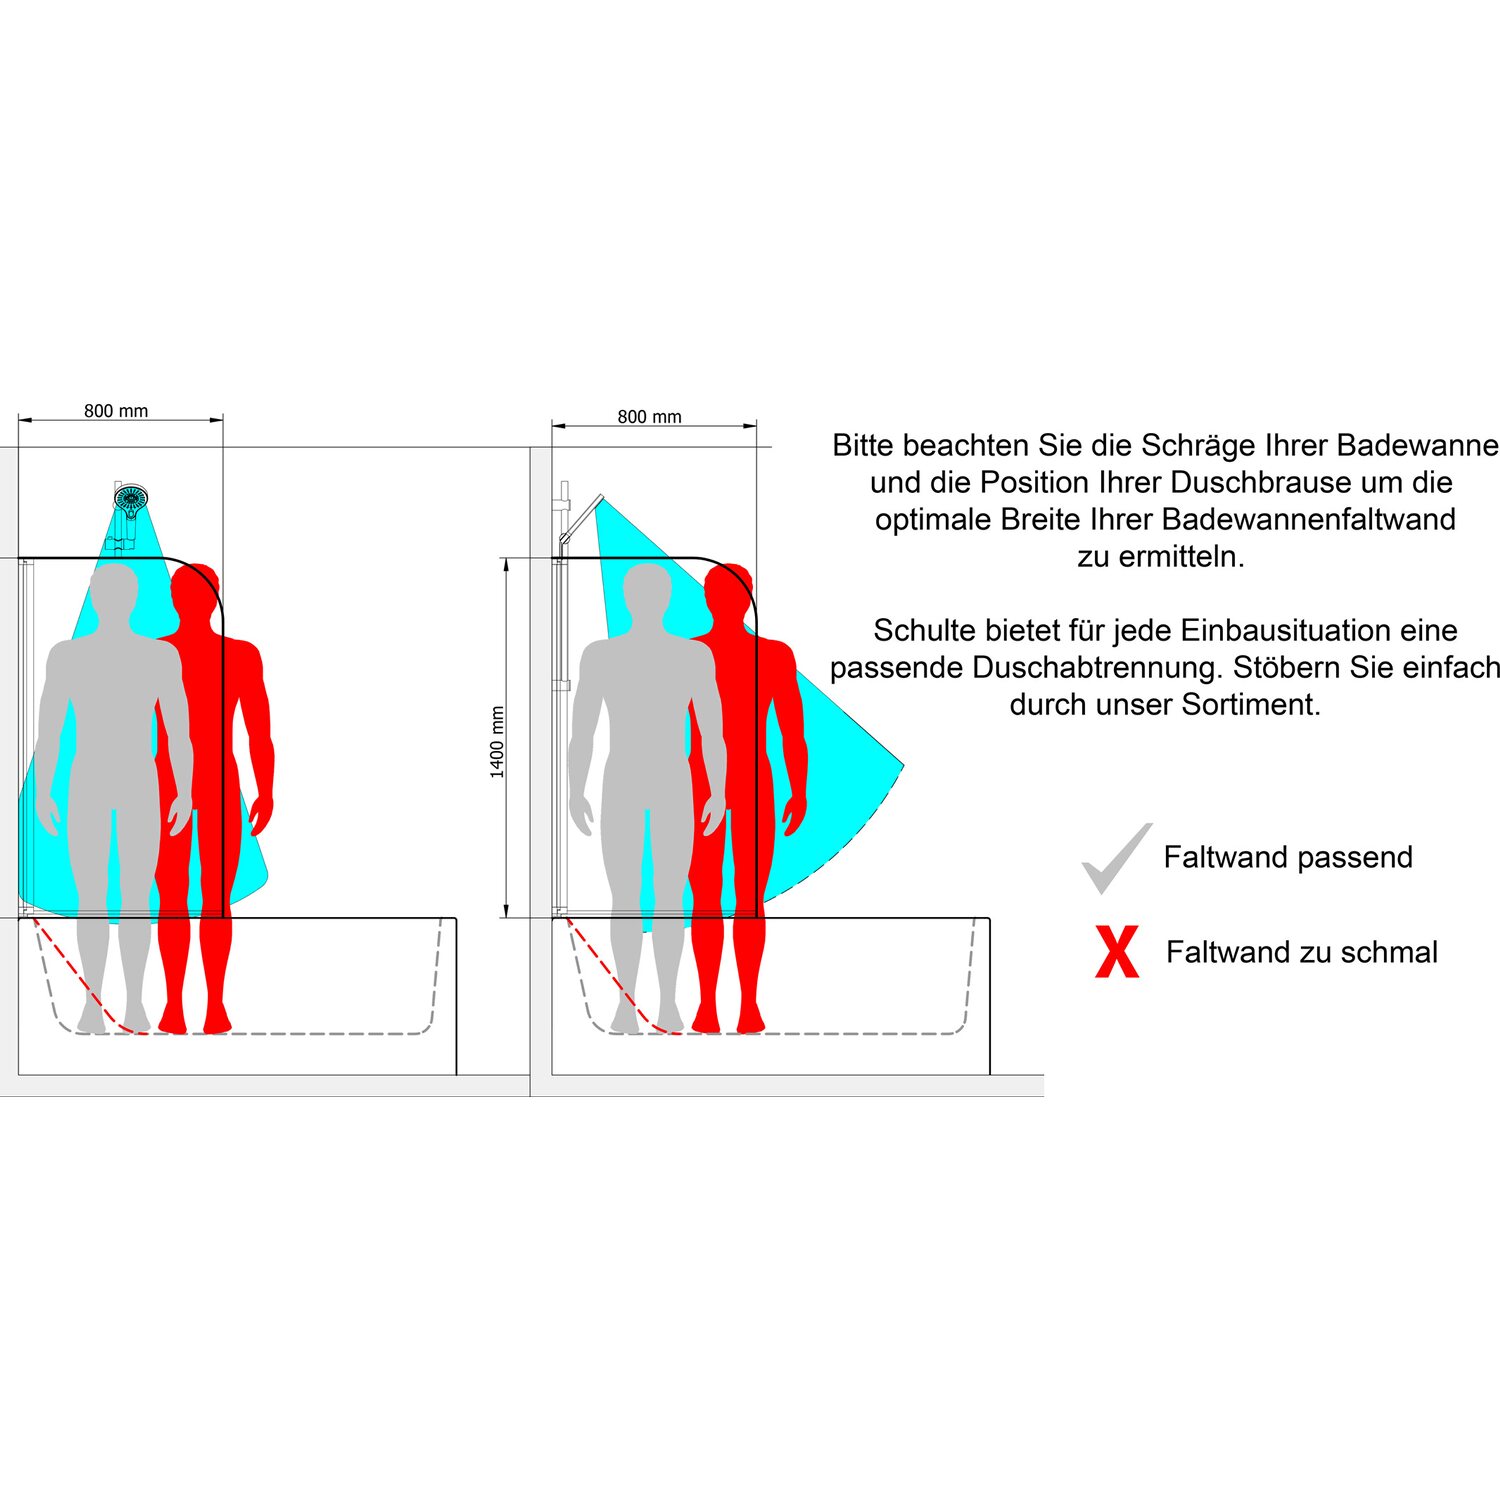 800 mm
800 mm
1400 mm
Bitte beachten Sie die Schräge Ihrer Badewanne
und die Position Ihrer Duschbrause um die
optimale Breite Ihrer Badewannenfaltwand
zu ermitteln.
Schulte bietet für jede Einbausituation eine
passende Duschabtrennung. Stöbern Sie einfach
durch unser Sortiment.
Faltwand passend
X Faltwand zu schmal